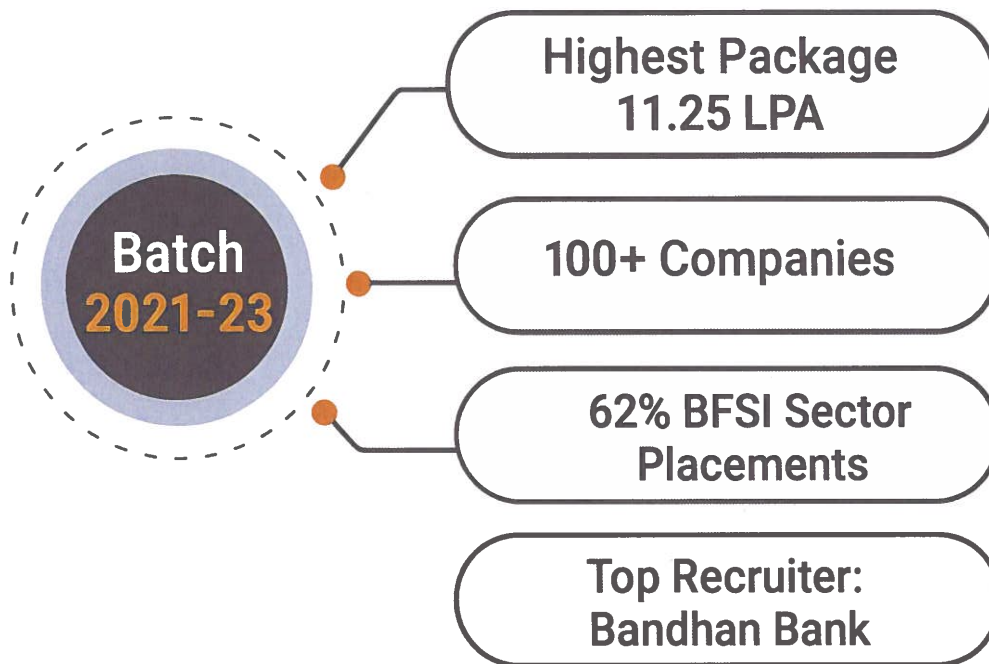 Batch
2021-23
Highest Package
11.25 LPA
100+ Companies
62% BFSI Sector
Placements
Top Recruiter:
Bandhan Bank